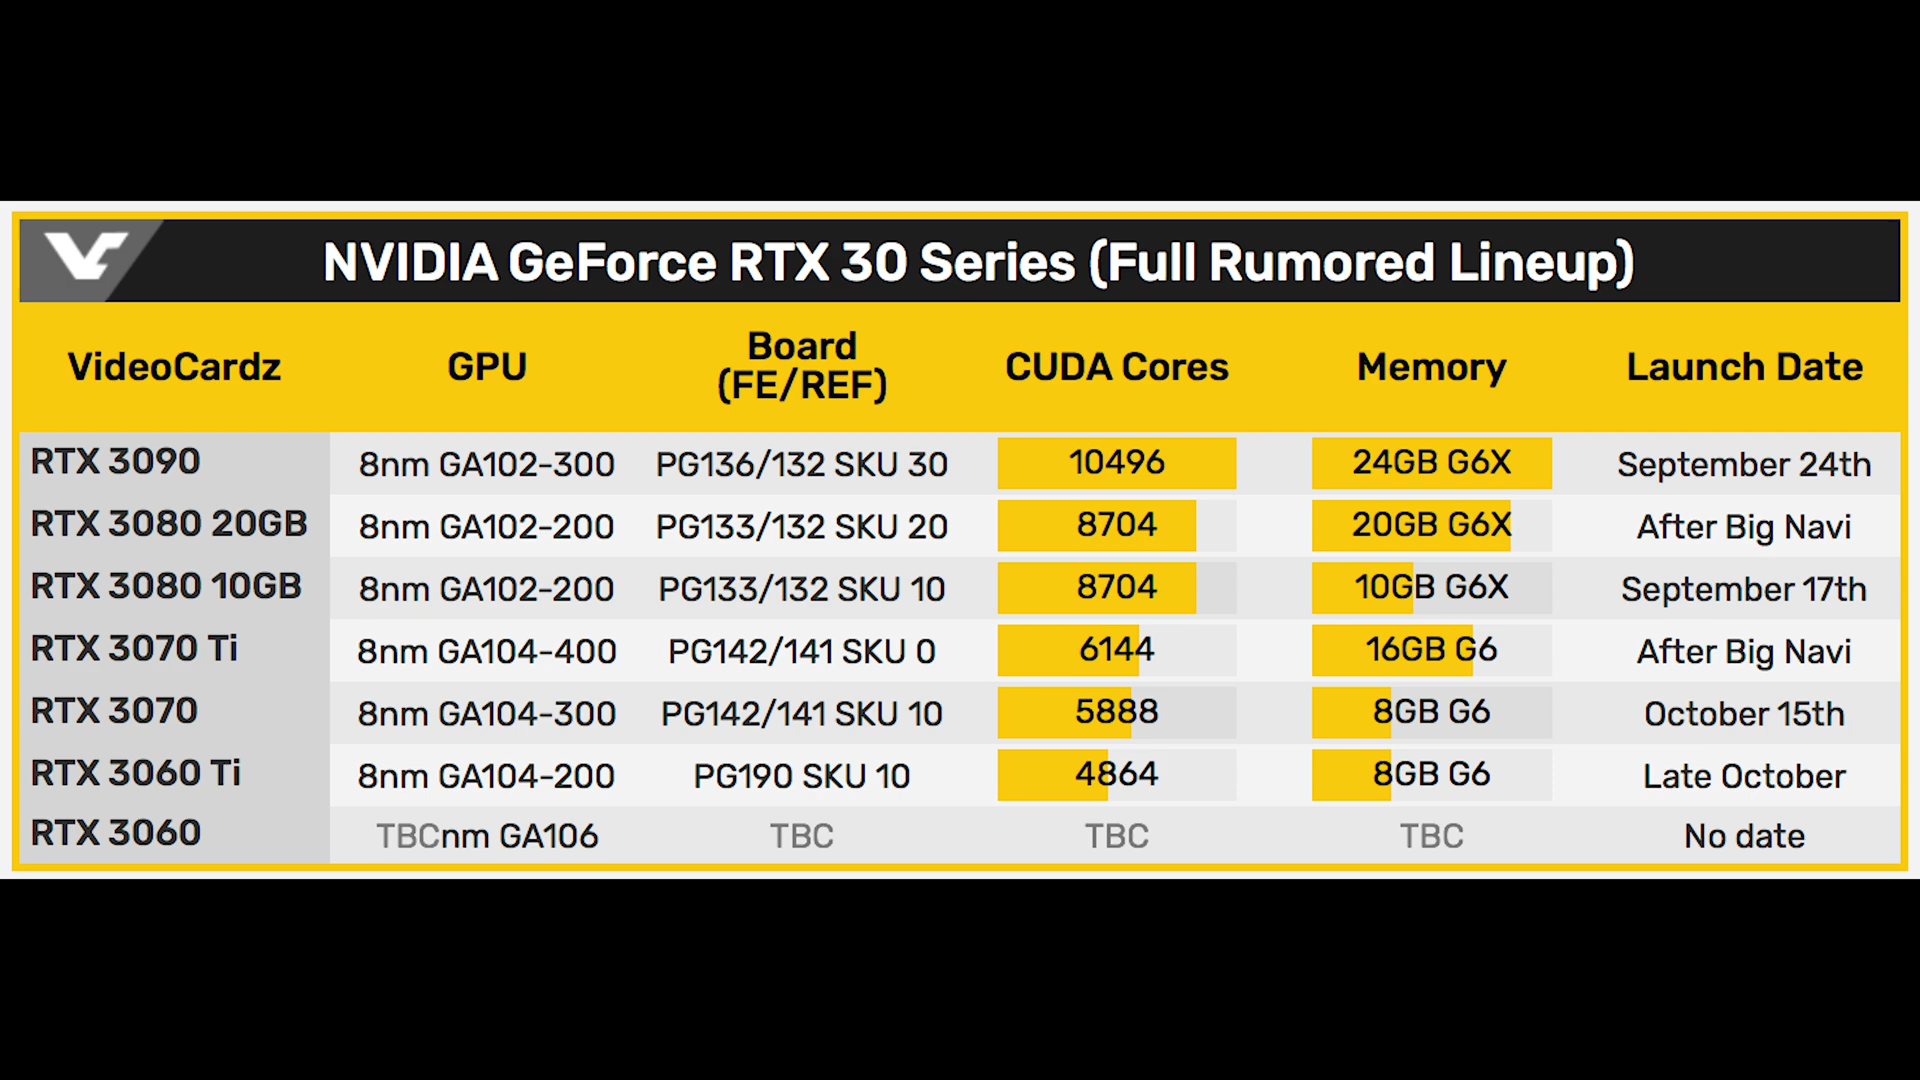 NVIDIA GeForce RTX 30 Series (Full Rumored Lineup)
VideoCardz GPU Board (FE/REF) CUDA Cores Memory Launch Date
RTX 3090 8nm GA102-300 PG136/132 SKU 30 10496 24GB G6X September 24th
RTX 3080 20GB 8nm GA102-200 PG133/132 SKU 20 8704 20GB G6X After Big Navi
RTX 3080 10GB 8nm GA102-200 PG133/132 SKU 10 8704 10GB G6X September 17th
RTX 3070 Ti 8nm GA104-400 PG142/141 SKU 0 6144 16GB G6 After Big Navi
RTX 3070 8nm GA104-300 PG142/141 SKU 10 5888 8GB G6 October 15th
RTX 3060 Ti 8nm GA104-200 PG190 SKU 10 4864 8GB G6 Late October
RTX 3060 TBCnm GA106 TBC TBC TBC No date